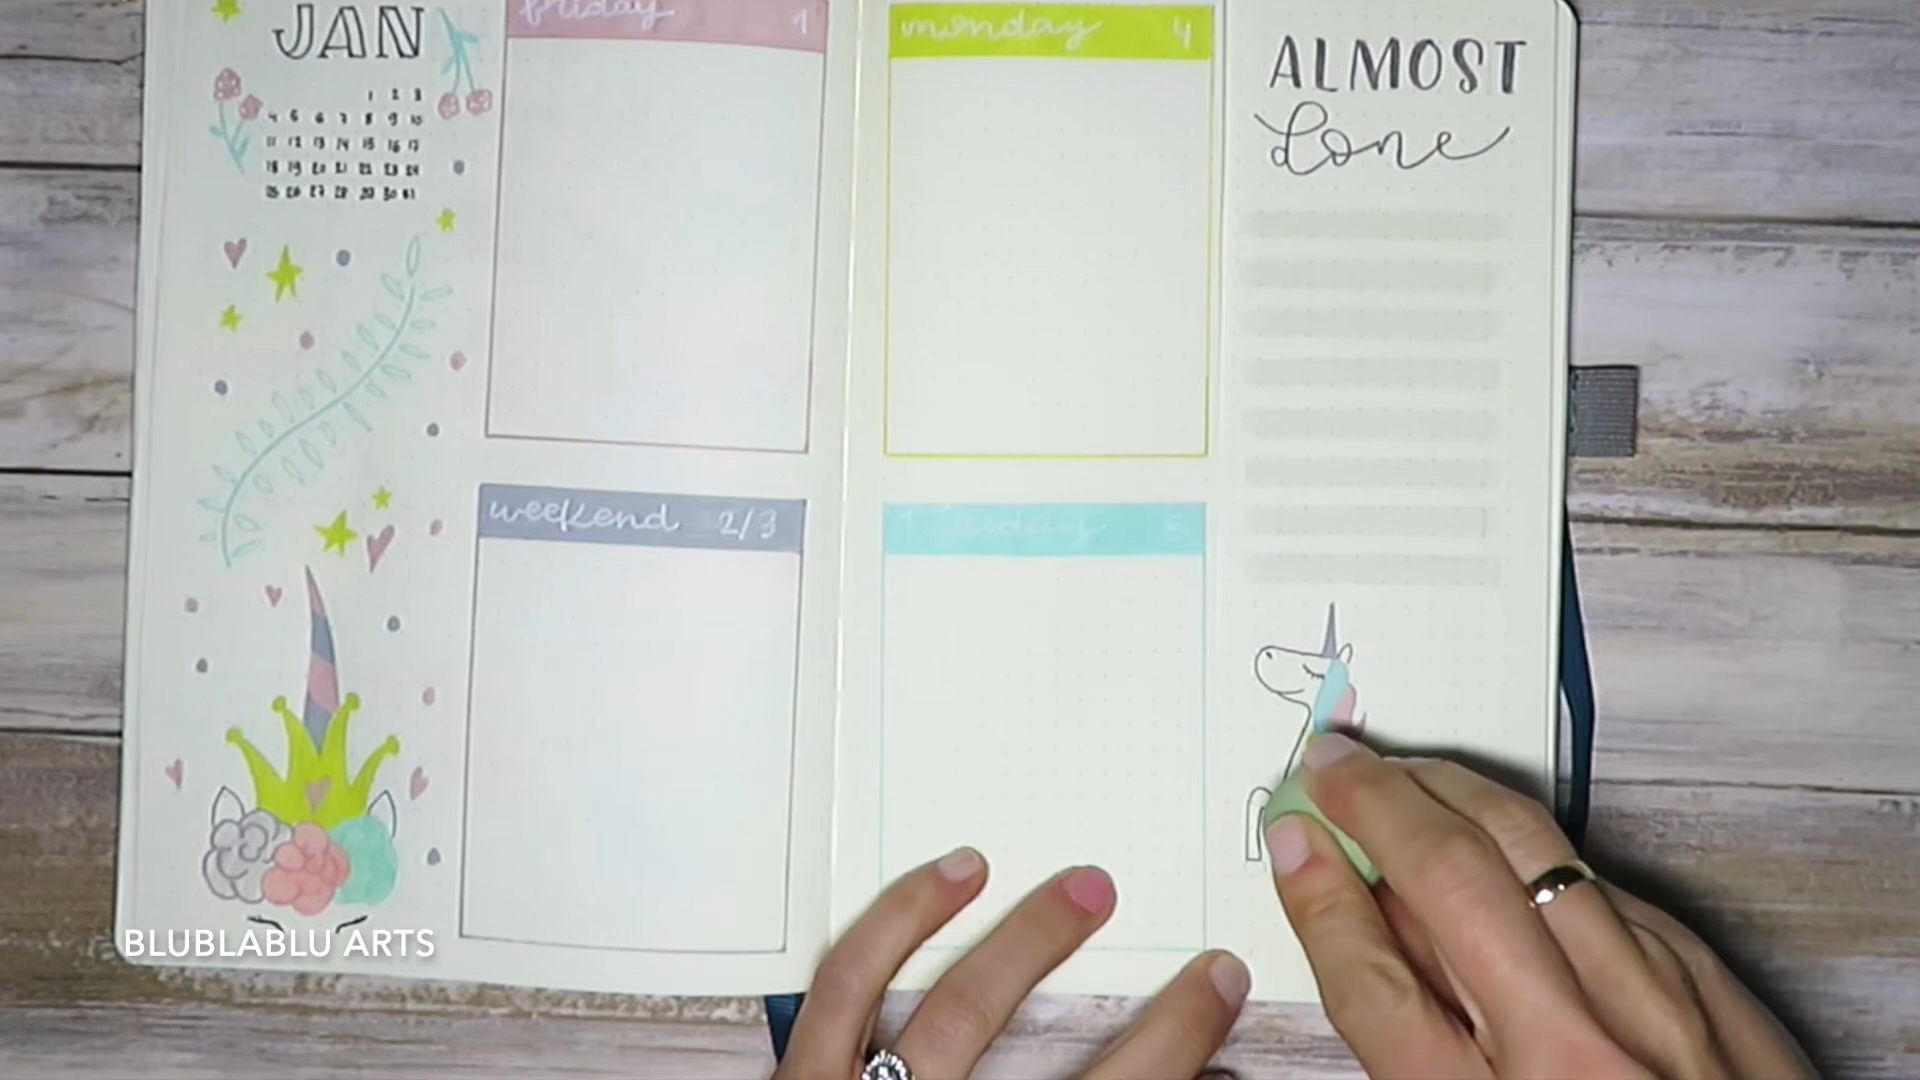 JAN
1 2 3
4 5 6 7 8 9 10
11 12 13 14 15 16 17
18 19 20 21 22 23 24
25 26 27 28 29 30 31
friday 1
weekend 2/3
monday 4
5
ALMOST
done
BLUBLABLU ARTS